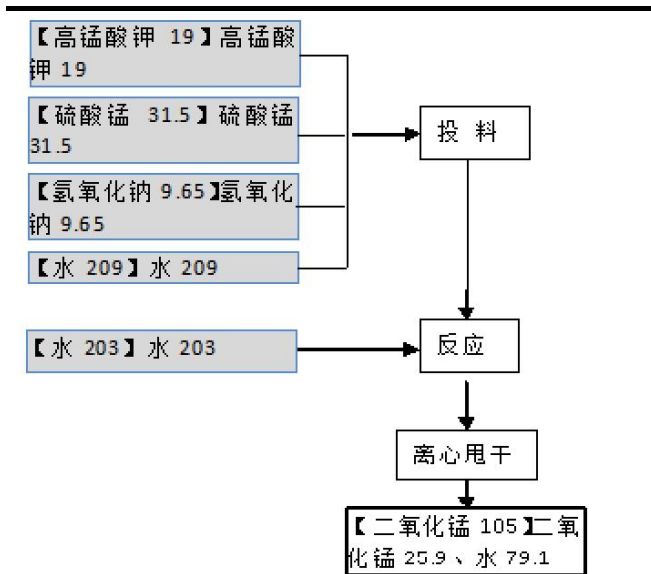 【高锰酸钾 19】高锰酸
钾 19
【硫酸锰 31.5】硫酸锰
31.5
投 料
【氢氧化钠 9.65】氢氧化
钠 9.65
【水 209】水 209
【水 203】水 203
反应
离心甩干
【二氧化锰 105】二氧
化锰 25.9、水 79.1